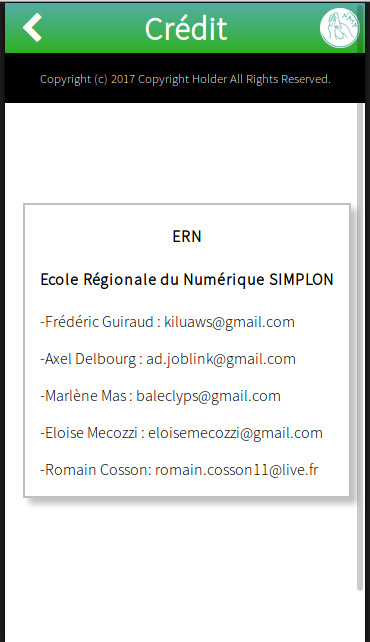 Crédit
Copyright (c) 2017 Copyright Holder All Rights Reserved.
ERN
Ecole Régionale du Numérique SIMPLON
-Frédéric Guiraud : kiluaws@gmail.com
-Axel Delbourg : ad.joblink@gmail.com
-Marlène Mas : baleclyps@gmail.com
-Eloise Mecozzi : eloisemecozzi@gmail.com
-Romain Cosson: romain.cosson11@live.fr